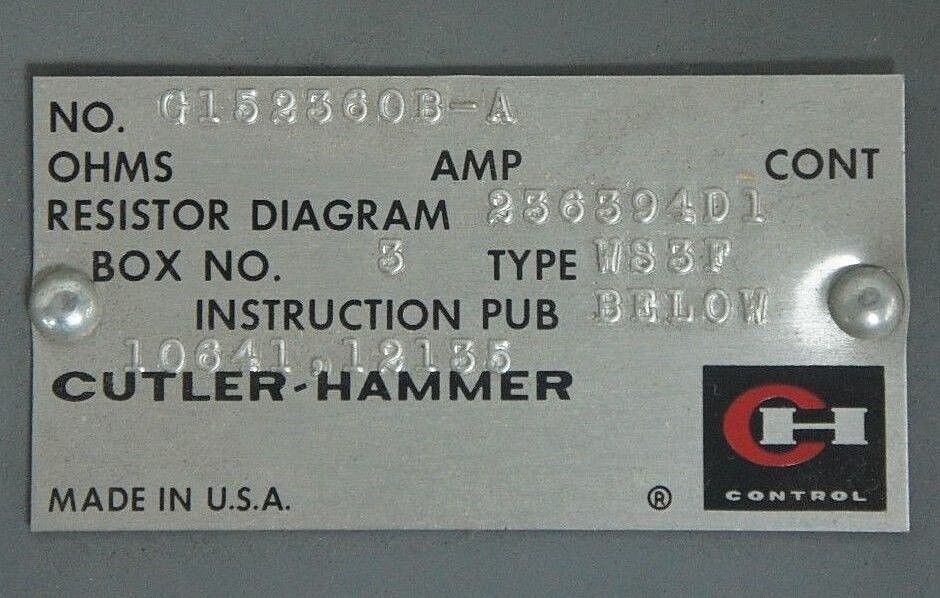 NO. G152360B-A
OHMS AMP CONT
RESISTOR DIAGRAM 236394D1
BOX NO. 3 TYPE WS3F
INSTRUCTION PUB BELOW
10641,12135
CUTLER-HAMMER
CH
CONTROL
MADE IN U.S.A. ®